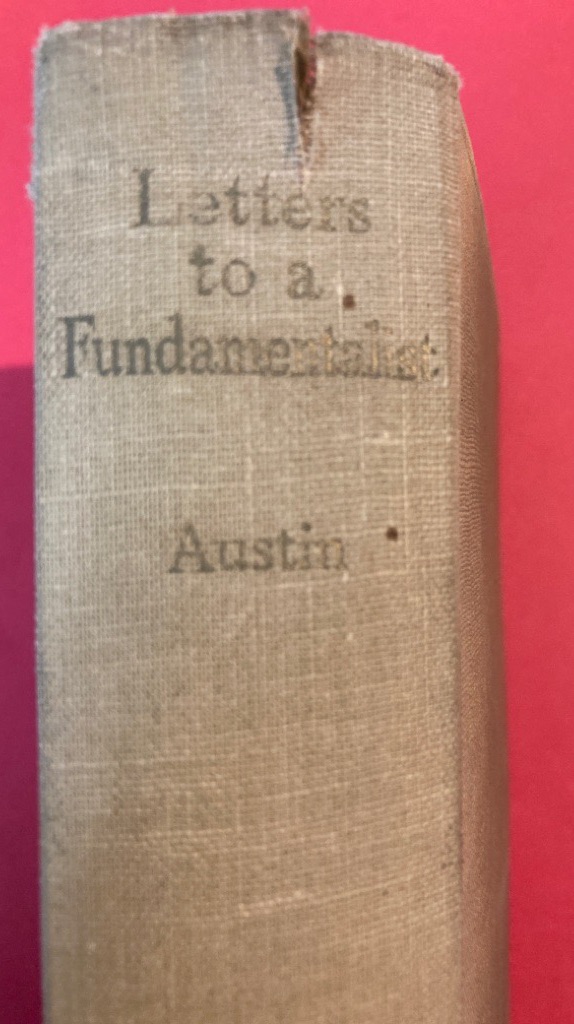 Letters
to a
Fundamentalist
Austin